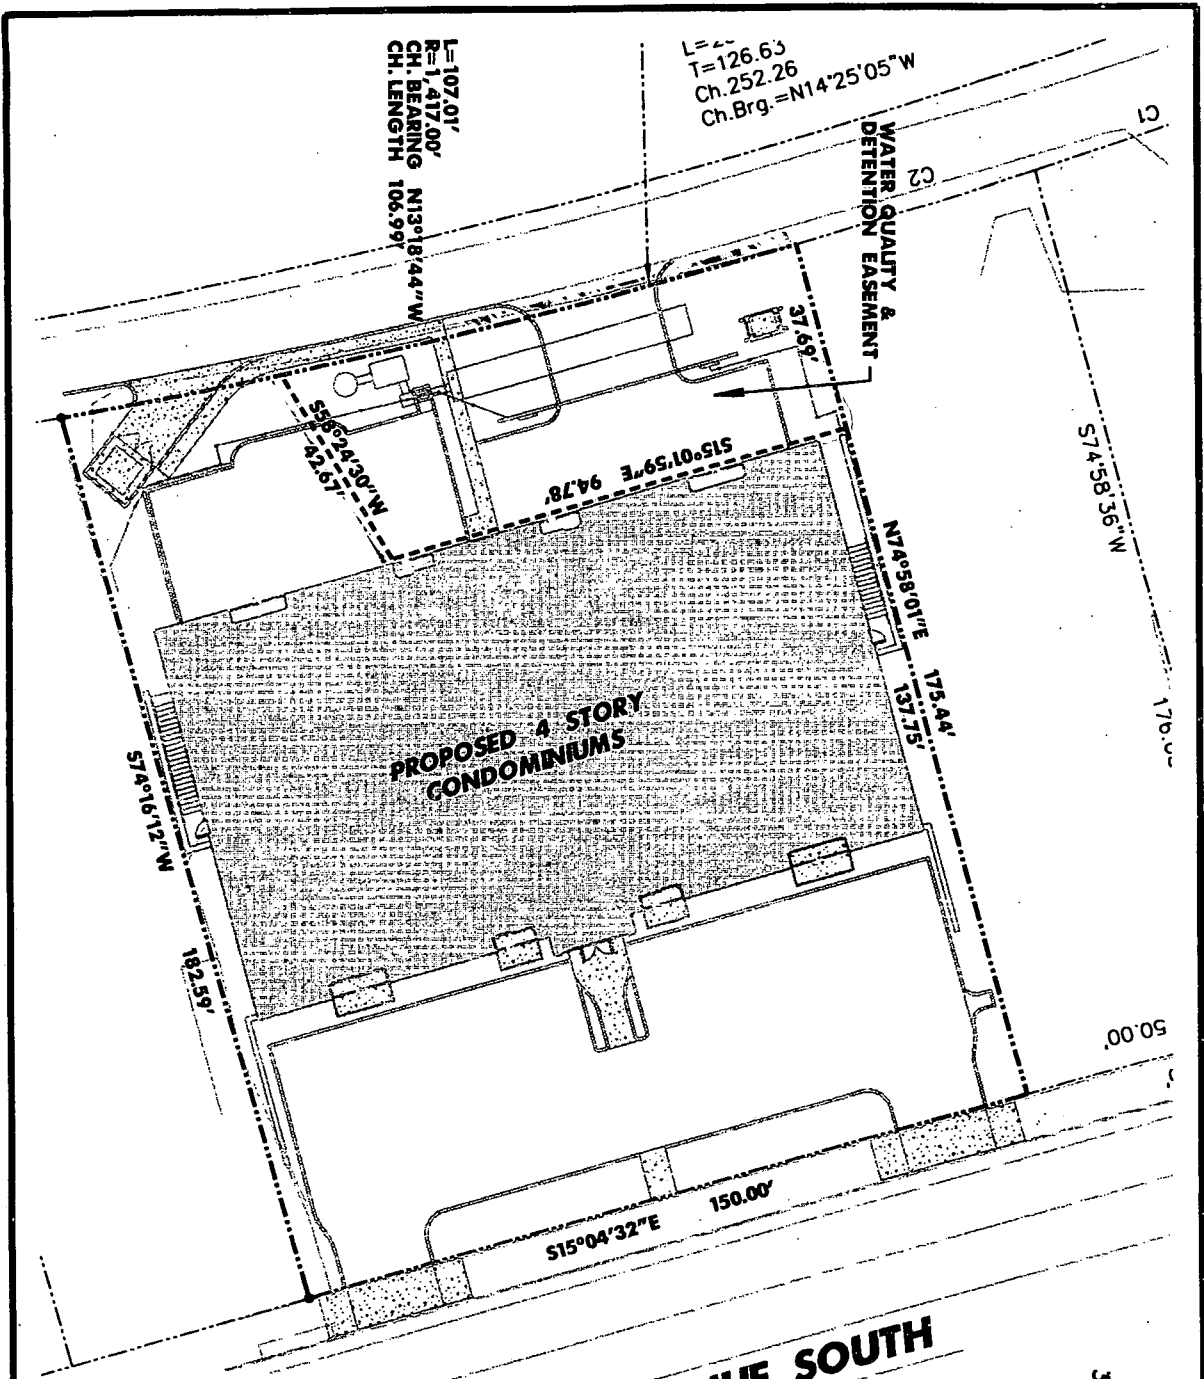 L=107.01'
R=1,417.00'
CH. BEARING N13°18'44"W
CH. LENGTH 106.99'
T=126.63
Ch.252.26
Ch.Brg.=N14°25'05"W
WATER QUALITY &
DETENTION EASEMENT
C1
C2
37.69'
S74°58'36"W
S58°24'30"W
42.67'
S15°01'59"E 94.78'
N74°58'01"E 175.44'
137.75'
PROPOSED 4 STORY
CONDOMINIUMS
S74°16'12"W 182.59'
50.00'
S15°04'32"E 150.00'
SOUTH